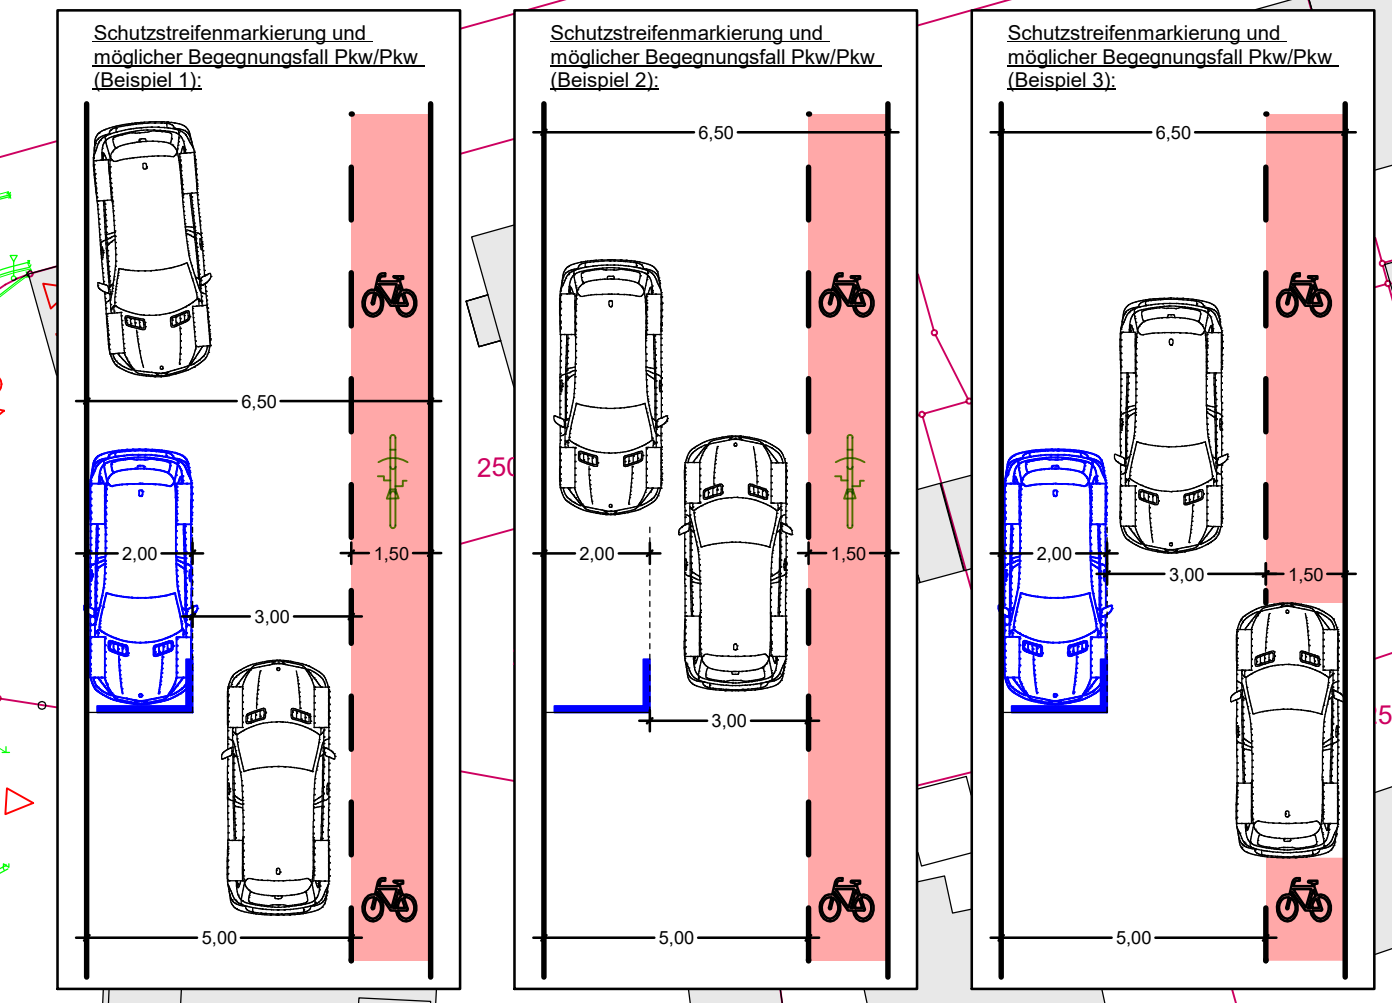 Schutzstreifenmarkierung und
möglicher Begegnungsfall Pkw/Pkw
(Beispiel 1):
6,50
2,00
1,50
3,00
5,00
Schutzstreifenmarkierung und
möglicher Begegnungsfall Pkw/Pkw
(Beispiel 2):
6,50
2,00
1,50
3,00
5,00
Schutzstreifenmarkierung und
möglicher Begegnungsfall Pkw/Pkw
(Beispiel 3):
6,50
2,00
3,00
1,50
5,00
250